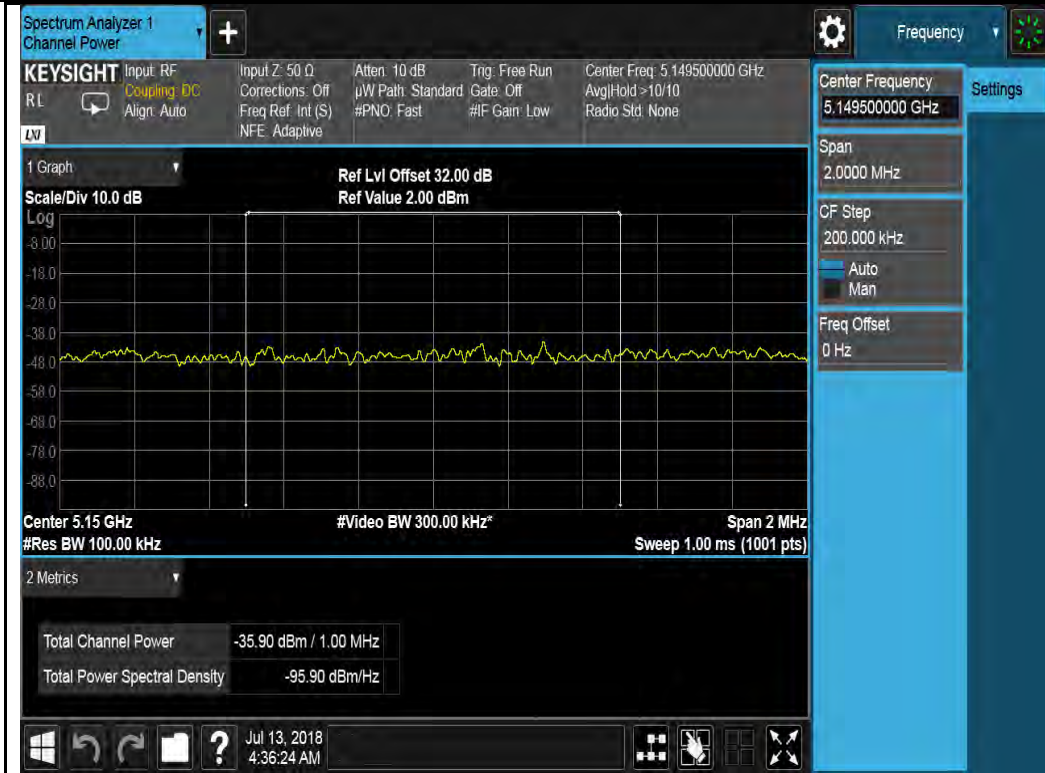 Spectrum Analyzer 1
Channel Power
+
Frequency
KEYSIGHT
R L
LXI
Input: RF
Coupling: DC
Align: Auto
Input Z: 50 Ω
Corrections: Off
Freq Ref: Int (S)
NFE: Adaptive
Atten: 10 dB
µW Path: Standard
#PNO: Fast
Trig: Free Run
Gate: Off
#IF Gain: Low
Center Freq: 5.149500000 GHz
Avg|Hold >10/10
Radio Std: None
Center Frequency
5.149500000 GHz
Settings
Span
2.0000 MHz
CF Step
200.000 kHz
Auto
Man
Freq Offset
0 Hz
1 Graph
Ref Lvl Offset 32.00 dB
Scale/Div 10.0 dB
Ref Value 2.00 dBm
Log
-8.00
-18.0
-28.0
-38.0
-48.0
-58.0
-68.0
-78.0
-88.0
Center 5.15 GHz
#Video BW 300.00 kHz*
Span 2 MHz
#Res BW 100.00 kHz
Sweep 1.00 ms (1001 pts)
2 Metrics
Total Channel Power
-35.90 dBm / 1.00 MHz
Total Power Spectral Density
-95.90 dBm/Hz
?
Jul 13, 2018
4:36:24 AM